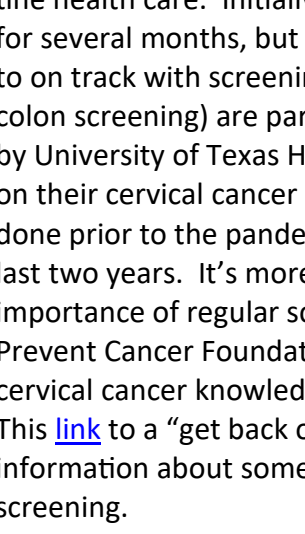 tine health care. Initially
for several months, but
to on track with screeni
colon screening) are par
by University of Texas H
on their cervical cancer
done prior to the pande
last two years. It’s more
importance of regular sc
Prevent Cancer Foundat
cervical cancer knowled
This link to a “get back o
information about some
screening.